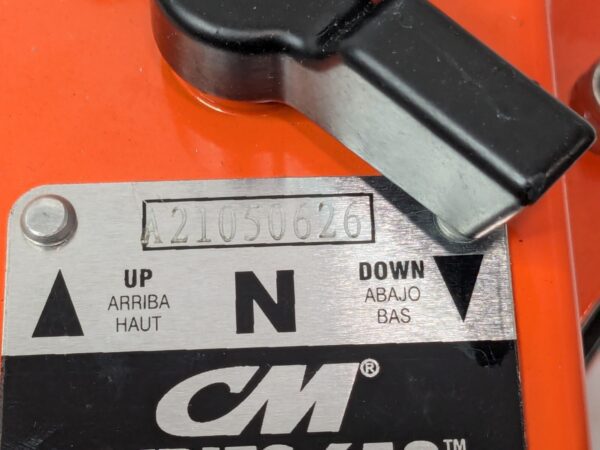 A21050626
UP
ARRIBA
HAUT
N
DOWN
ABAJO
BAS
CM®